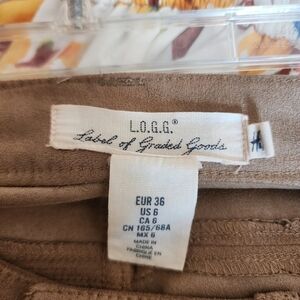 L.O.G.G.®
Label of Graded Goods
H
EUR 36
US 6
CA 6
CN 165/68A
MX 6
MADE IN
CHINA
FABRIQUÉ EN
CHINE